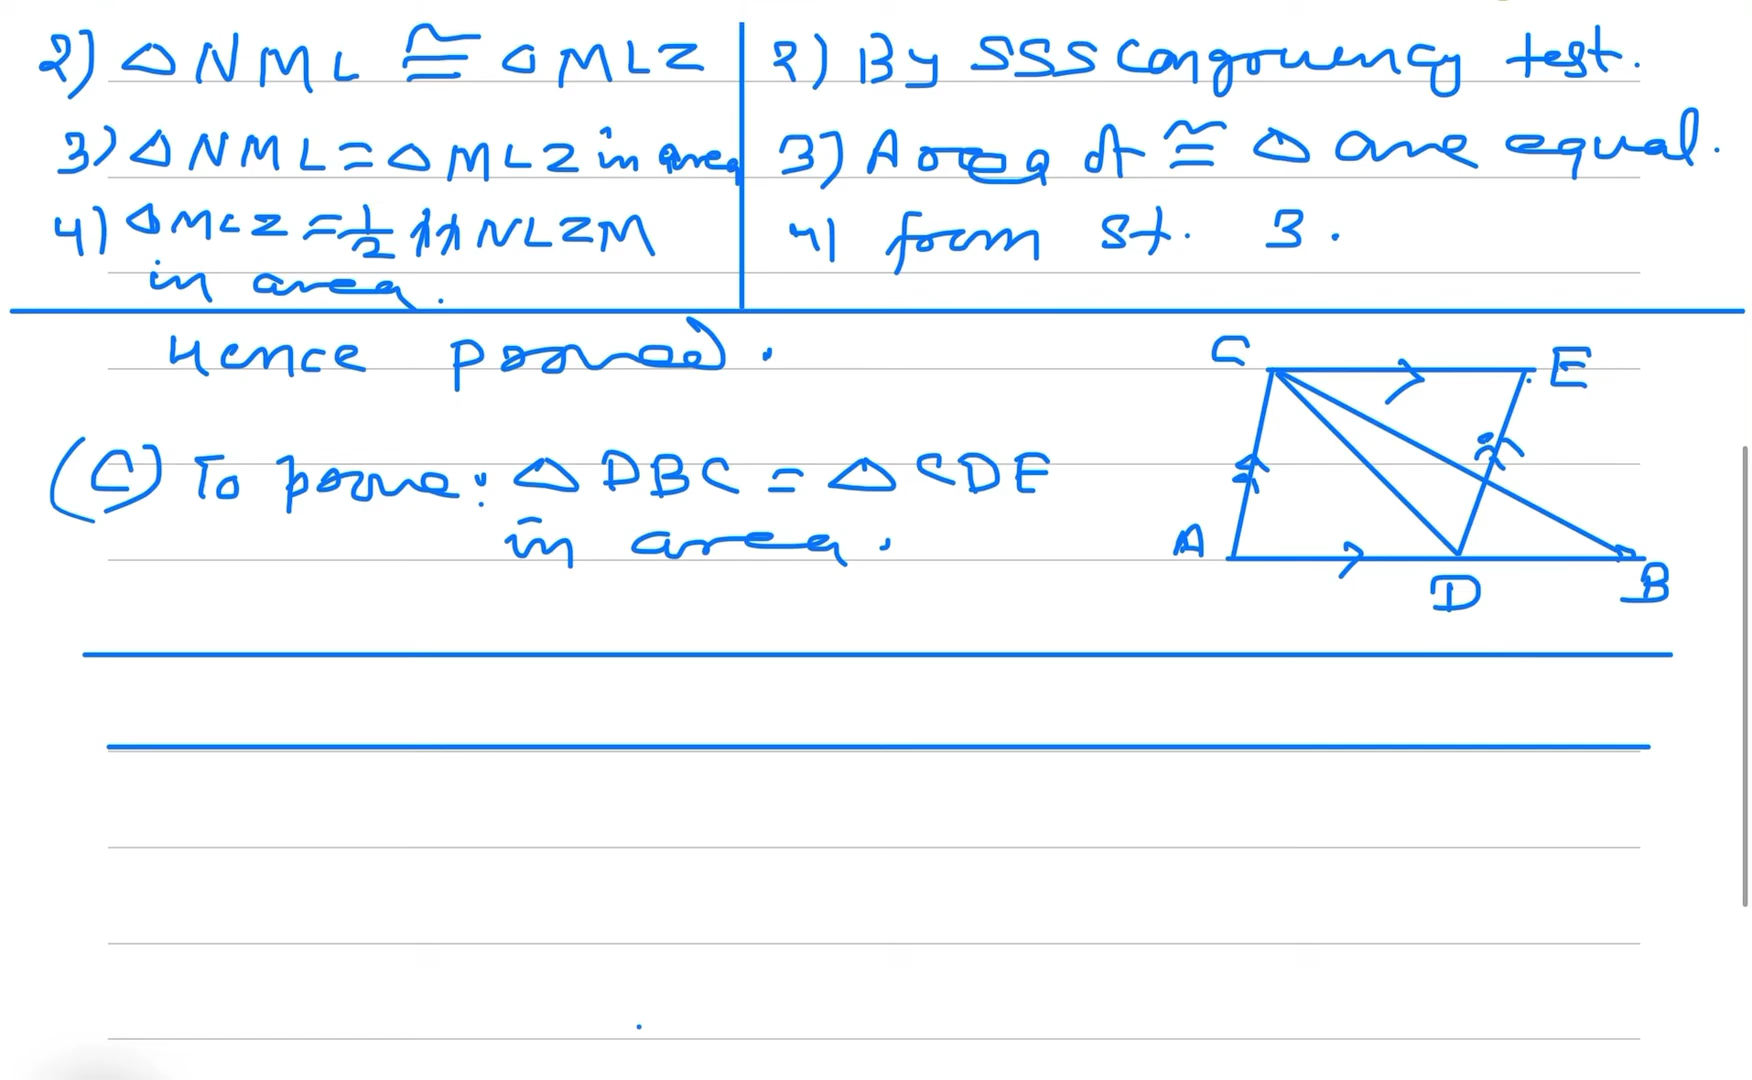 2) △ NML ≅ △ MLZ 2) By SSS congruency test.
3) △ NML = △ MLZ in area 3) Area of ≅ △ are equal.
4) △ MLZ = 1/2 NLZM 4) from st. 3.
in area.
Hence proved.
C E
(C) To prove: △ DBC = △ CDE
in area.
A
D B